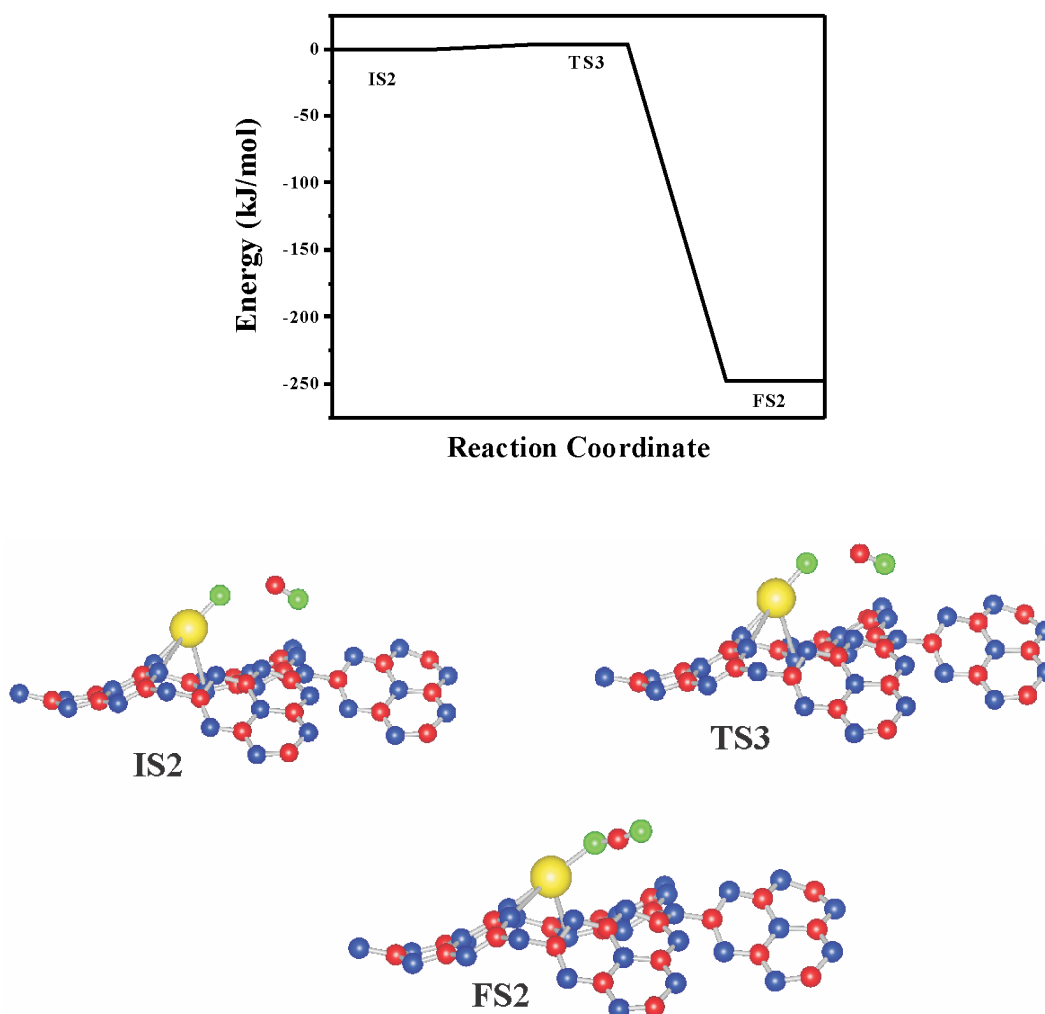 Energy (kJ/mol)
0
-50
-100
-150
-200
-250
IS2
TS3
FS2
Reaction Coordinate
IS2
TS3
FS2